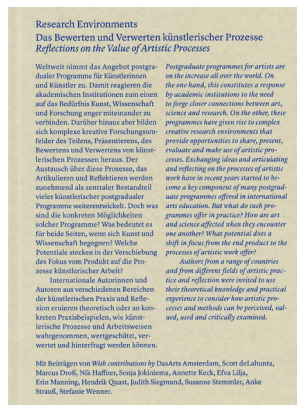 Research Environments
Das Bewerten und Verwerten künstlerischer Prozesse
Reflections on the Value of Artistic Processes
Weltweit nimmt das Angebot postgra-
dualer Programme für Künstlerinnen
und Künstler zu. Damit reagieren die
akademischen Institutionen zum einen
auf das Bedürfnis Kunst, Wissenschaft
und Forschung enger miteinander zu
verbinden. Darüber hinaus aber bilden
sich komplexe kreative Forschungsum-
felder des Teilens, Präsentierens, des
Bewertens und Verwertens von künst-
lerischen Prozessen heraus. Der
Austausch über diese Prozesse, das
Artikulieren und Reflektieren werden
zunehmend als zentraler Bestandteil
vieler künstlerischer postgradualer
Programme weiterentwickelt. Doch was
sind die konkreten Möglichkeiten
solcher Programme? Was bedeutet es
für beide Seiten, wenn sich Kunst und
Wissenschaft begegnen? Welche
Potentiale stecken in der Verschiebung
des Fokus vom Produkt auf die Pro-
zesse künstlerischer Arbeit?
Internationale Autorinnen und
Autoren aus verschiedenen Bereichen
der künstlerischen Praxis und Refle-
xion eruieren theoretisch oder an kon-
kreten Praxisbeispielen, wie künst-
lerische Prozesse und Arbeitsweisen
wahrgenommen, wertgeschätzt, ver-
wertet und hinterfragt werden können.
Postgraduate programmes for artists are
on the increase all over the world. On
the one hand, this constitutes a response
by academic institutions to the need
to forge closer connections between art,
science and research. On the other, these
programmes have given rise to complex
creative research environments that
provide opportunities to share, present,
evaluate and make use of artistic pro-
cesses. Exchanging ideas and articulating
and reflecting on the processes of artistic
work have in recent years started to be-
come a key component of many postgrad-
uate programmes offered in international
arts education. But what do such pro-
grammes offer in practice? How are art
and science affected when they encounter
one another? What potential does a
shift in focus from the end product to the
processes of artistic work offer?
Authors from a range of countries
and from different fields of artistic prac-
tice and reflection were invited to use
their theoretical knowledge and practical
experience to consider how artistic pro-
cesses and methods can be perceived, val-
ued, used and critically examined.
Mit Beiträgen von With contributions by DasArts Amsterdam, Scott deLahunta,
Marcus Droß, Nik Haffner, Sonja Jokiniemi, Annette Keck, Efva Lilja,
Erin Manning, Hendrik Quast, Judith Siegmund, Susanne Stemmler, Anke
Strauß, Stefanie Wenner.